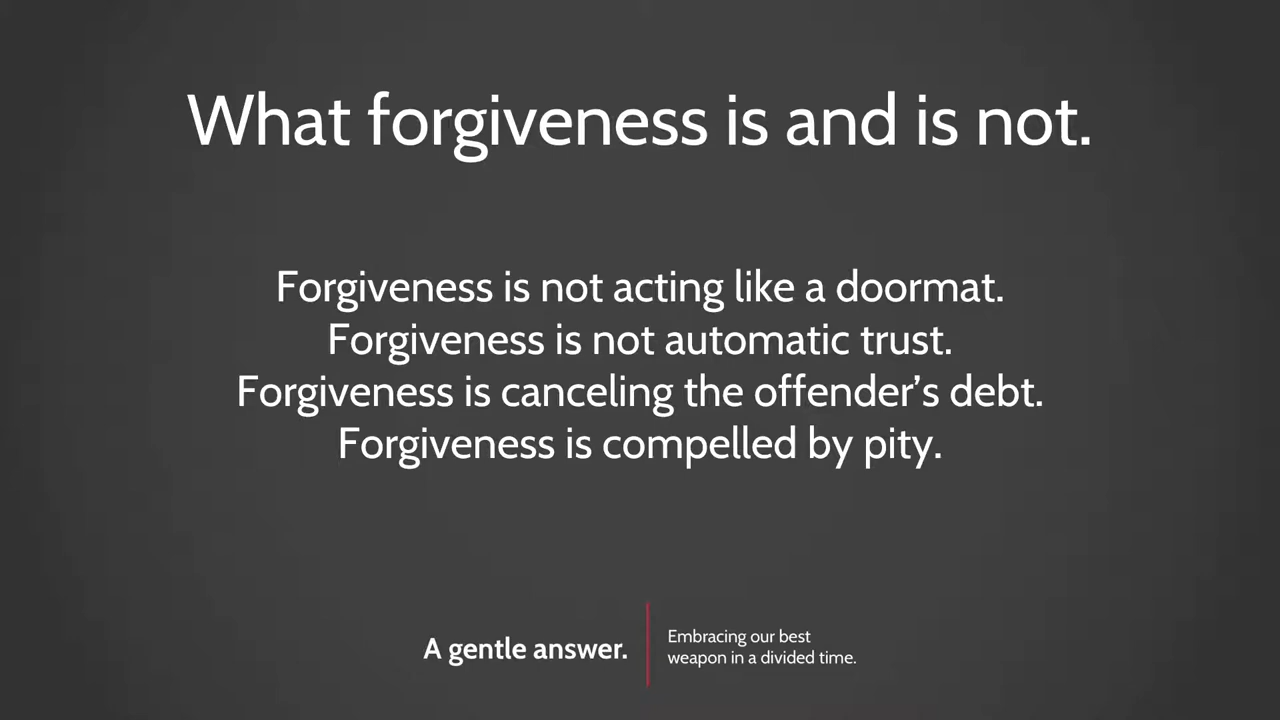 What forgiveness is and is not.
Forgiveness is not acting like a doormat.
Forgiveness is not automatic trust.
Forgiveness is canceling the offender’s debt.
Forgiveness is compelled by pity.
A gentle answer.
Embracing our best
weapon in a divided time.